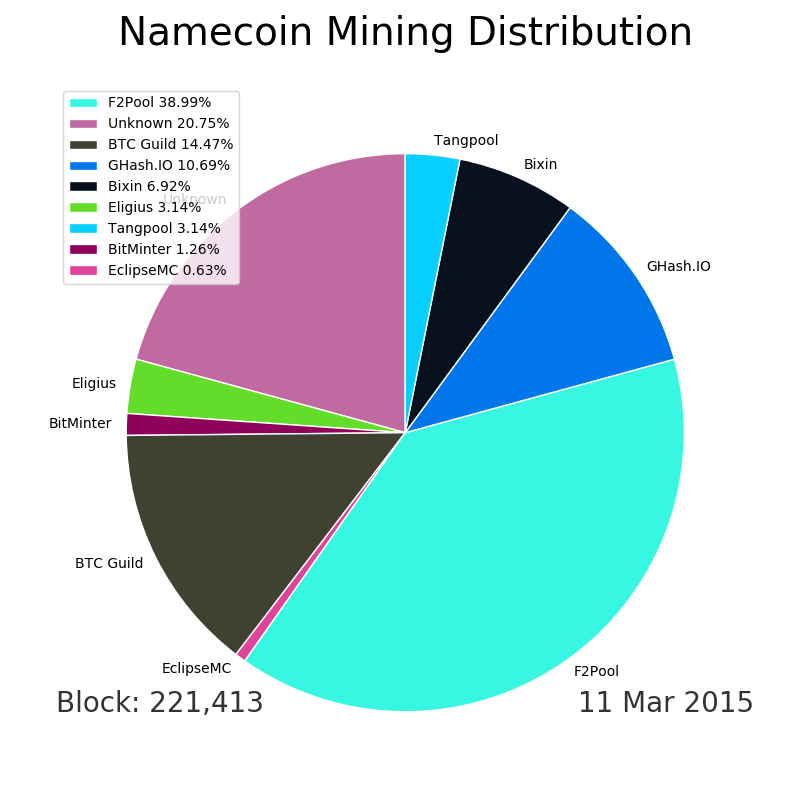 Namecoin Mining Distribution
F2Pool 38.99%
Unknown 20.75%
BTC Guild 14.47%
GHash.IO 10.69%
Bixin 6.92%
Eligius 3.14%
Tangpool 3.14%
BitMinter 1.26%
EclipseMC 0.63%
Tangpool
Bixin
Unknown
GHash.IO
Eligius
BitMinter
BTC Guild
EclipseMC
F2Pool
Block: 221,413
11 Mar 2015